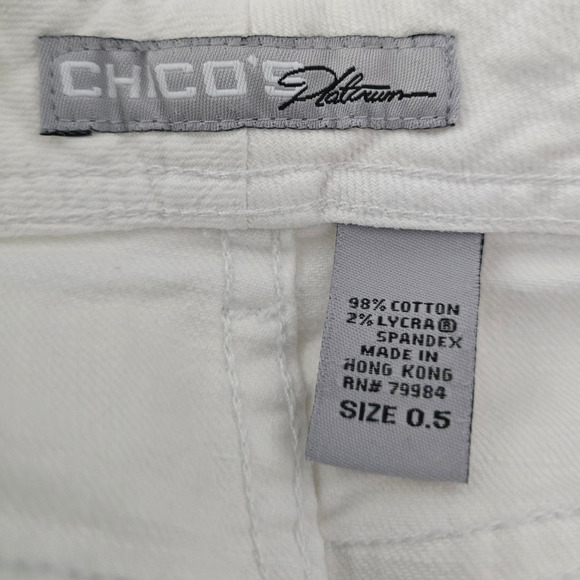 CHICO'S Platinum
98% COTTON
2% LYCRA®
SPANDEX
MADE IN
HONG KONG
RN# 79984
SIZE 0.5